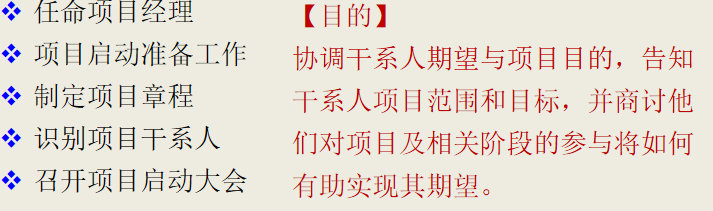 任命项目经理
项目启动准备工作
制定项目章程
识别项目干系人
召开项目启动大会
【目的】
协调干系人期望与项目目的，告知
干系人项目范围和目标，并商讨他
们对项目及相关阶段的参与将如何
有助实现其期望。